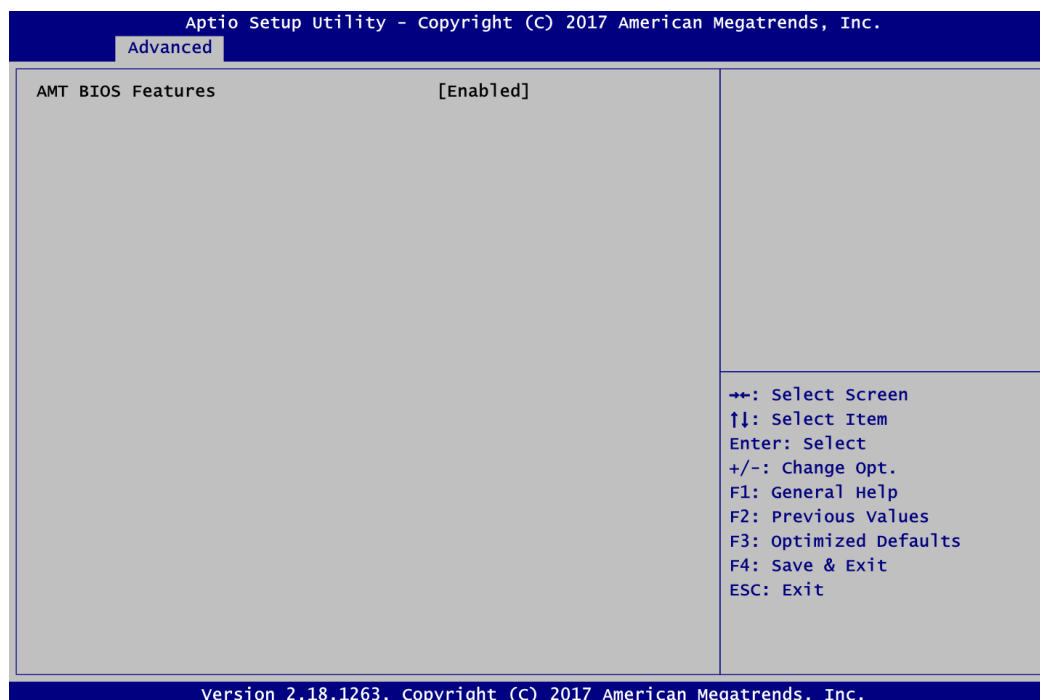 Aptio Setup Utility - Copyright (C) 2017 American Megatrends, Inc.
Advanced
AMT BIOS Features [Enabled]
→←: Select Screen
↑↓: Select Item
Enter: Select
+/-: Change Opt.
F1: General Help
F2: Previous Values
F3: Optimized Defaults
F4: Save & Exit
ESC: Exit
Version 2.18.1263. Copyright (C) 2017 American Megatrends, Inc.